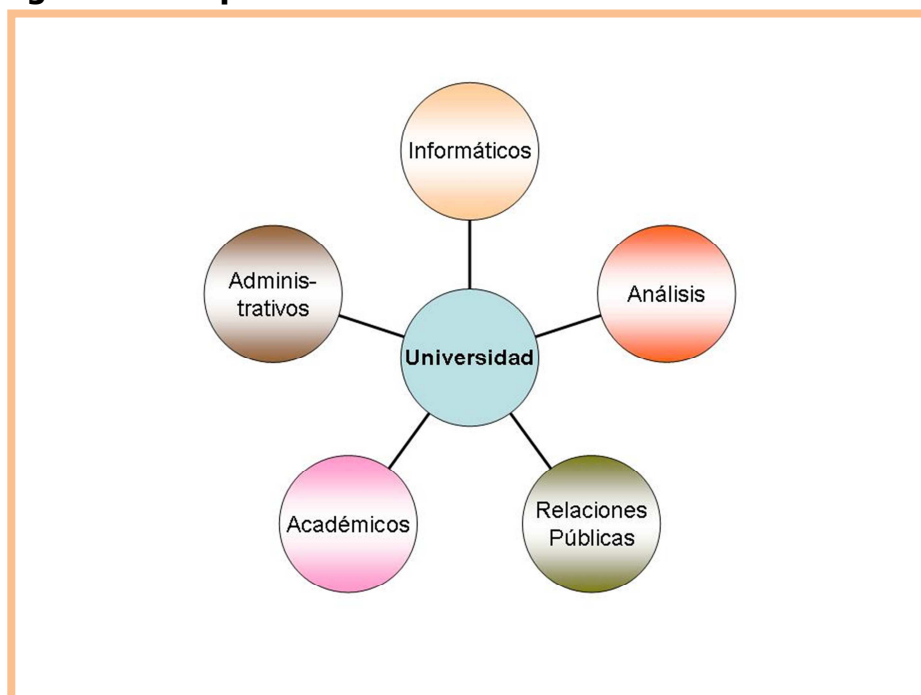 Informáticos
Adminis-
trativos
Análisis
Universidad
Académicos
Relaciones
Públicas